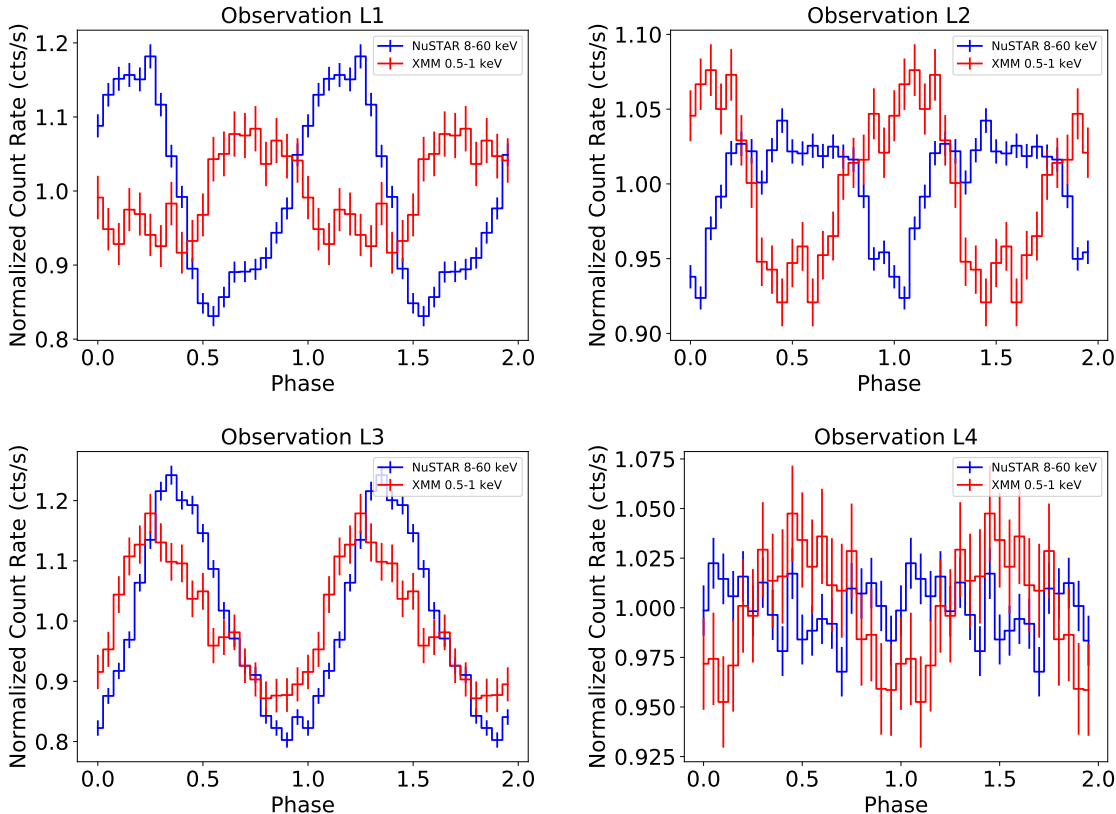 Observation L1
Normalized Count Rate (cts/s)
1.2
1.1
1.0
0.9
0.8
NuSTAR 8-60 keV
XMM 0.5-1 keV
0.0 0.5 1.0 1.5 2.0
Phase
Observation L2
Normalized Count Rate (cts/s)
1.10
1.05
1.00
0.95
0.90
NuSTAR 8-60 keV
XMM 0.5-1 keV
0.0 0.5 1.0 1.5 2.0
Phase
Observation L3
Normalized Count Rate (cts/s)
1.2
1.1
1.0
0.9
0.8
NuSTAR 8-60 keV
XMM 0.5-1 keV
0.0 0.5 1.0 1.5 2.0
Phase
Observation L4
Normalized Count Rate (cts/s)
1.075
1.050
1.025
1.000
0.975
0.950
0.925
NuSTAR 8-60 keV
XMM 0.5-1 keV
0.0 0.5 1.0 1.5 2.0
Phase